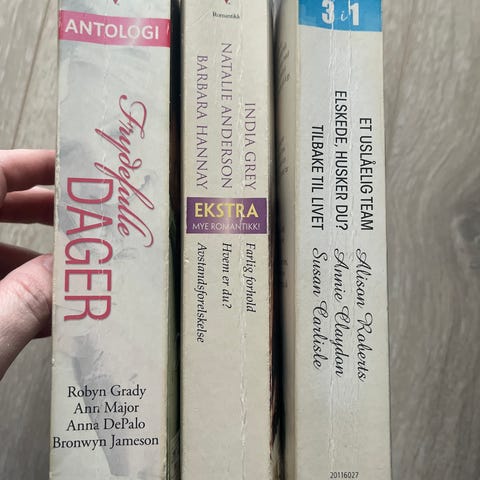 ANTOLOGI
Frydefulle
DAGER
Robyn Grady
Ann Major
Anna DePalo
Bronwyn Jameson
Romantikk
INDIA GREY
NATALIE ANDERSON
BARBARA HANNAY
EKSTRA
MYE ROMANTIKK!
Farlig forhold
Hvem er du?
Avstandsforelskelse
3 i 1
ET USLÅELIG TEAM
ELSKEDE, HUSKER DU?
TILBAKE TIL LIVET
Alison Roberts
Annie Claydon
Susan Carlisle
20116027